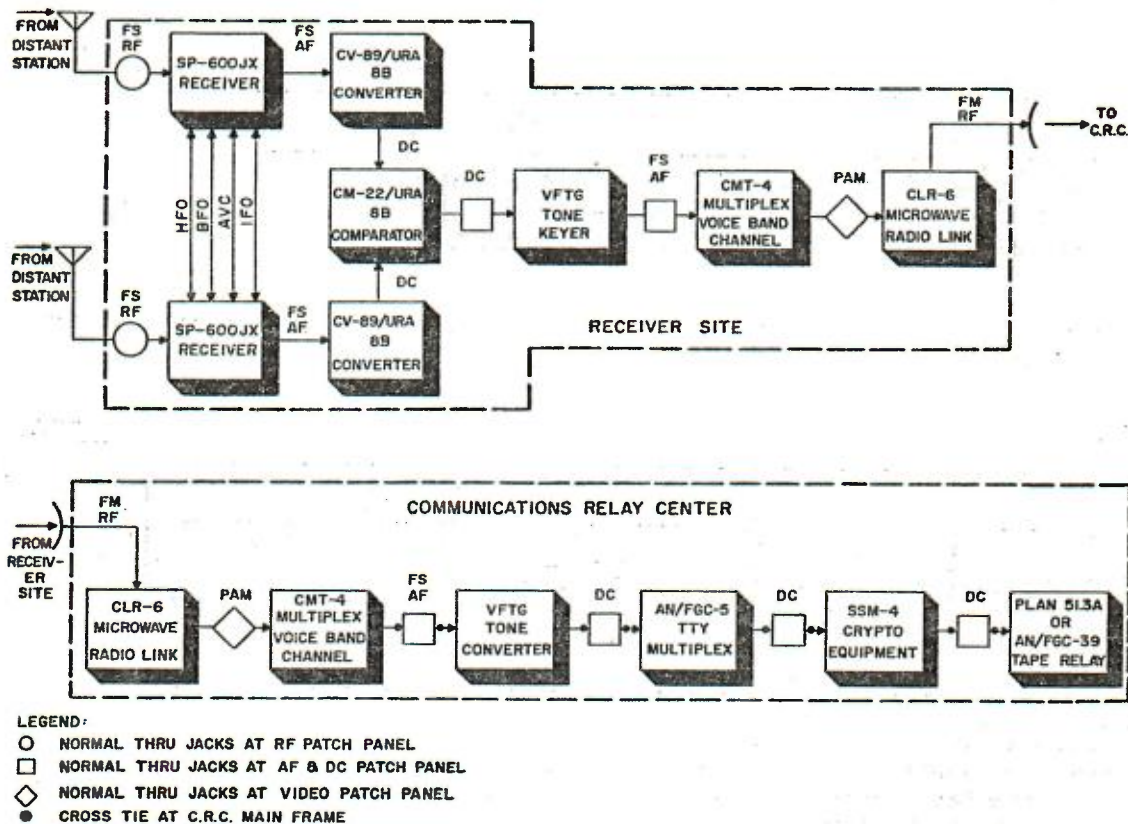 FROM
DISTANT
STATION
FS
RF
SP-600JX
RECEIVER
FS
AF
CV-89/URA
8B
CONVERTER
DC
HFO
BFO
AVC
IFO
CM-22/URA
8B
COMPARATOR
DC
VFTG
TONE
KEYER
FS
AF
CMT-4
MULTIPLEX
VOICE BAND
CHANNEL
PAM
CLR-6
MICROWAVE
RADIO LINK
FM
RF
TO
C.R.C.
FROM
DISTANT
STATION
FS
RF
SP-600JX
RECEIVER
FS
AF
DC
CV-89/URA
8B
CONVERTER
RECEIVER SITE
COMMUNICATIONS RELAY CENTER
FROM
RECEIV-
ER
SITE
FM
RF
CLR-6
MICROWAVE
RADIO LINK
PAM
CMT-4
MULTIPLEX
VOICE BAND
CHANNEL
FS
AF
VFTG
TONE
CONVERTER
DC
AN/FGC-5
TTY
MULTIPLEX
DC
SSM-4
CRYPTO
EQUIPMENT
DC
PLAN 513A
OR
AN/FGC-39
TAPE RELAY
LEGEND:
NORMAL THRU JACKS AT RF PATCH PANEL
NORMAL THRU JACKS AT AF & DC PATCH PANEL
NORMAL THRU JACKS AT VIDEO PATCH PANEL
CROSS TIE AT C.R.C. MAIN FRAME